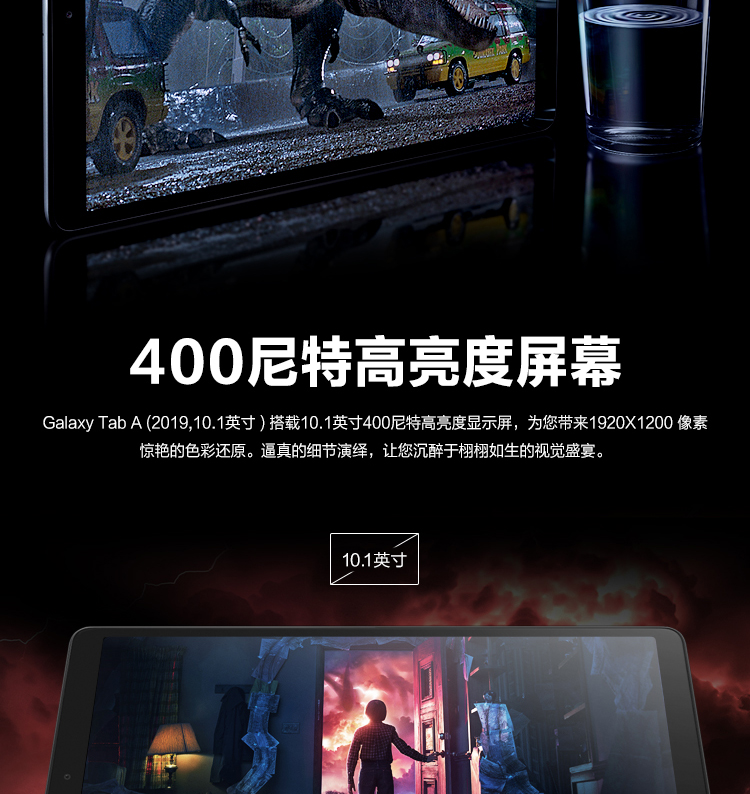 400尼特高亮度屏幕
Galaxy Tab A (2019,10.1英寸 ) 搭载10.1英寸400尼特高亮度显示屏，为您带来1920X1200 像素
惊艳的色彩还原。逼真的细节演绎，让您沉醉于栩栩如生的视觉盛宴。
10.1英寸